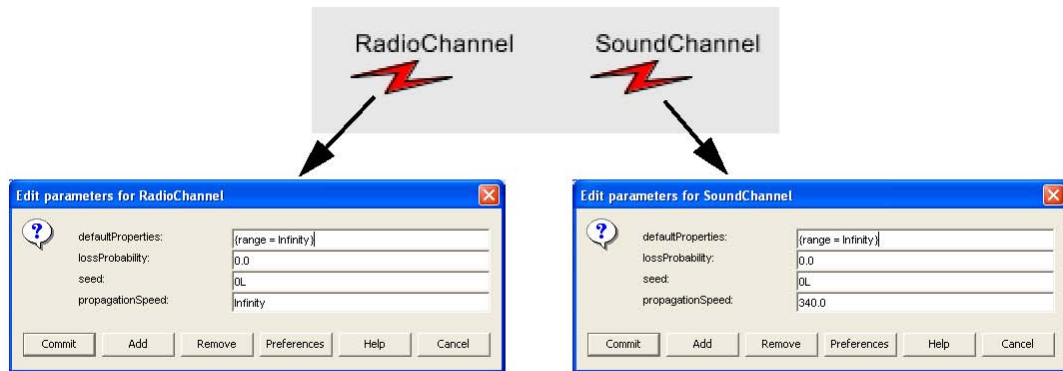 RadioChannel
SoundChannel
Edit parameters for RadioChannel
?
defaultProperties: {range = Infinity}
lossProbability: 0.0
seed: 0L
propagationSpeed: Infinity
Commit Add Remove Preferences Help Cancel
Edit parameters for SoundChannel
?
defaultProperties: {range = Infinity}
lossProbability: 0.0
seed: 0L
propagationSpeed: 340.0
Commit Add Remove Preferences Help Cancel